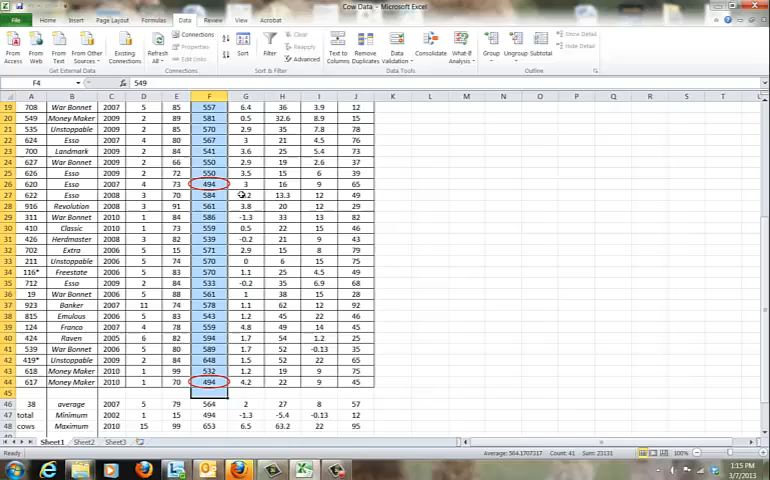 Cow Data - Microsoft Excel
File Home Insert Page Layout Formulas Data Review View Acrobat
From Access From Web From Text From Other Sources Existing Connections Refresh All Connections Properties Edit Links Sort Filter Clear Reapply Advanced Text to Columns Remove Duplicates Data Validation Consolidate What-If Analysis Group Ungroup Subtotal Show Detail Hide Detail
Get External Data Connections Sort & Filter Data Tools Outline
F4 fx 549
A B C D E F G H I J K L M N O P Q R S T
19 708 War Bonnet 2007 5 85 557 6.4 36 3.9 12
20 549 Money Maker 2009 2 89 581 0.5 32.6 8.9 15
21 535 Unstoppable 2009 2 85 570 2.9 35 7.8 78
22 624 Esso 2007 4 80 567 3 21 4.5 76
23 700 Landmark 2009 2 84 541 3.6 25 5.4 73
24 627 War Bonnet 2009 2 66 550 2.9 19 2.6 37
25 626 Esso 2009 2 72 550 3.5 15 6 39
26 620 Esso 2007 4 73 494 3 16 9 65
27 622 Esso 2008 3 70 584 .2 13.3 12 49
28 916 Revolution 2008 3 91 561 3.8 20 12 29
29 311 War Bonnet 2010 1 84 586 -1.3 33 13 82
30 410 Classic 2010 1 73 559 0.5 22 15 46
31 426 Herdmaster 2008 3 82 539 -0.2 21 9 43
32 702 Extra 2006 5 15 571 2.9 15 8 79
33 211 Unstoppable 2006 5 74 570 0 6 15 75
34 116* Freestate 2006 5 83 570 1.1 25 4.5 49
35 712 Esso 2009 2 84 533 -0.2 35 6.9 68
36 19 War Bonnet 2006 5 88 561 1 38 15 28
37 923 Banker 2007 11 74 578 1.1 62 12 92
38 815 Emulous 2006 5 83 543 1.2 45 22 46
39 124 Franco 2007 4 78 559 4.8 49 14 45
40 424 Raven 2005 6 82 594 1.7 54 1.2 25
41 539 War Bonnet 2006 5 80 589 1.7 52 -0.13 35
42 419* Unstoppable 2009 2 84 648 1.5 52 22 65
43 618 Money Maker 2010 1 99 532 1.2 19 9 75
44 617 Money Maker 2010 1 70 494 4.2 22 9 45
45
46 38 average 2007 5 79 564 2 27 8 57
47 total Minimum 2002 1 15 494 -1.3 -5.4 -0.13 12
48 cows Maximum 2010 15 99 653 6.5 63.2 22 95
Sheet1 Sheet2 Sheet3
Ready Average: 564.1707317 Count: 41 Sum: 23131 100%
1:15 PM
3/7/2013